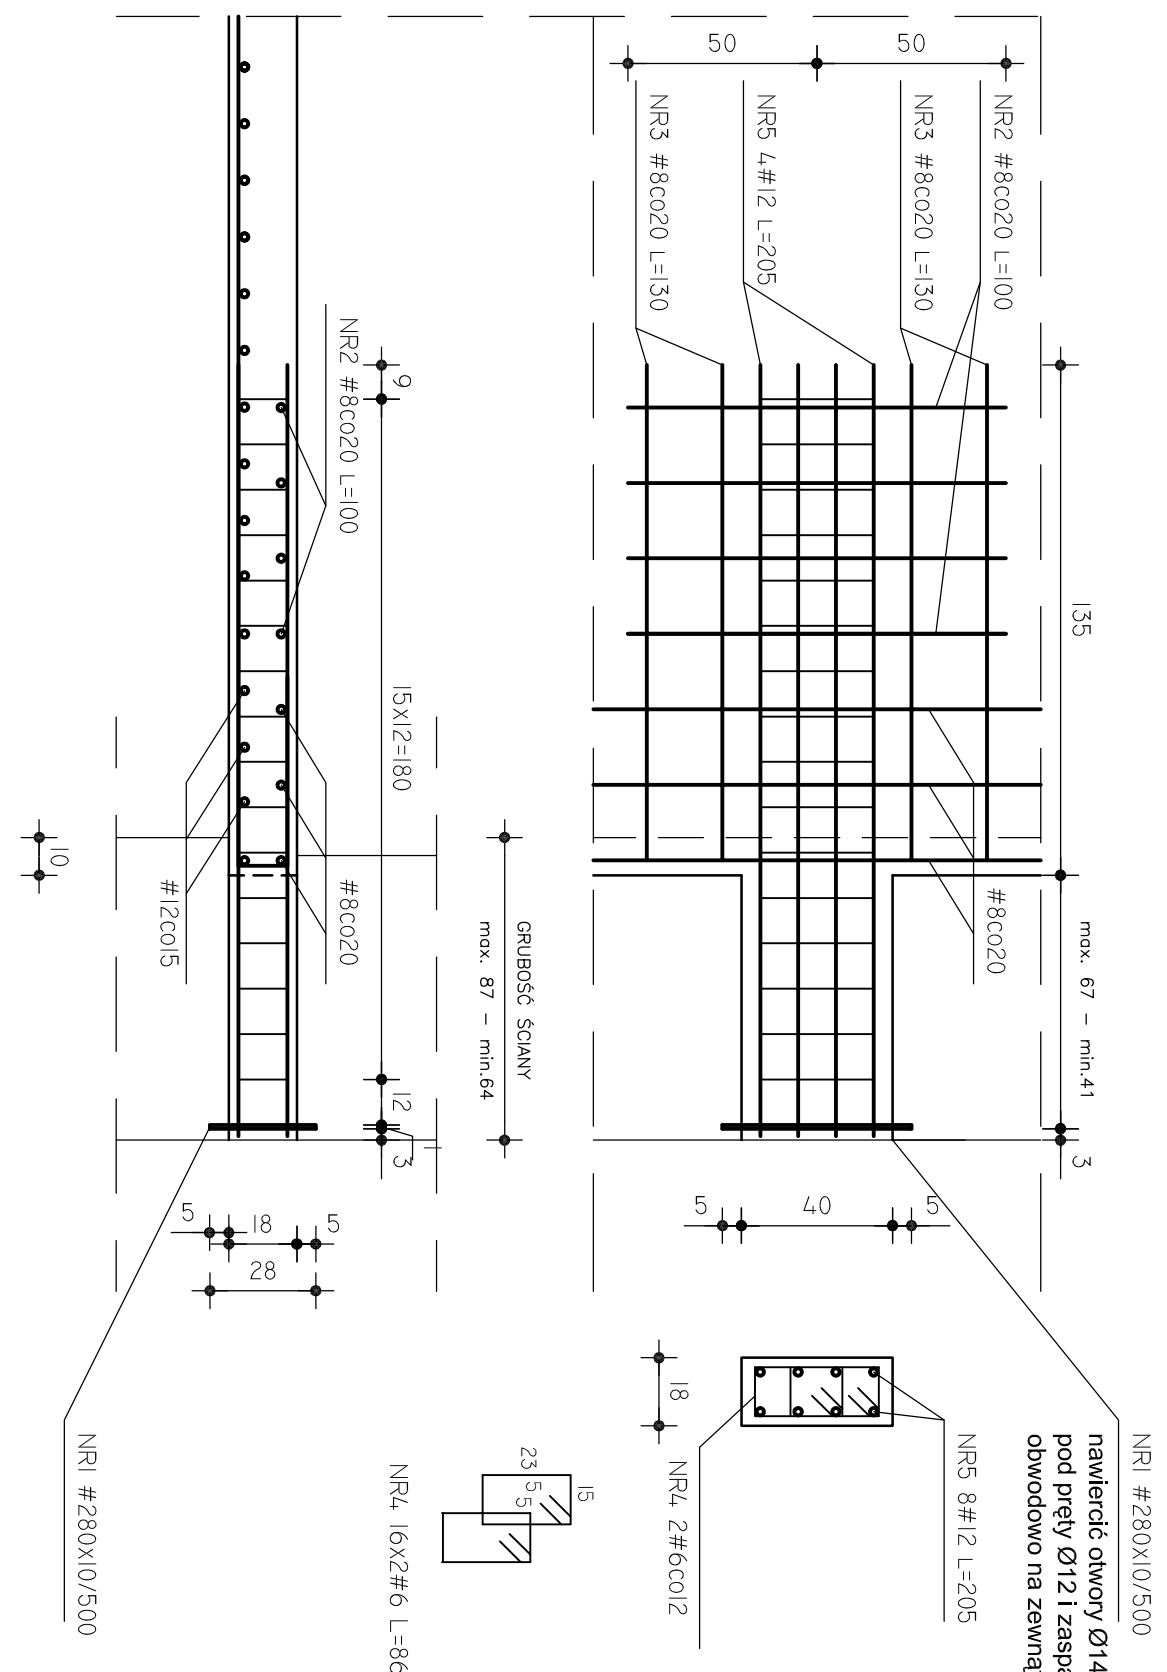 NR1 #280x10/500
nawiercić otwory Ø14
pod pręty Ø12 i zaspa
obwodowo na zewną
135
max. 67 - min.41
3
NR2 #8co20 L=100
NR3 #8co20 L=130
#8co20
NR5 4#12 L=205
NR3 #8co20 L=130
50
50
5
40
5
NR5 8#12 L=205
NR4 2#6co12
18
GRUBOŚĆ ŚCIANY
max. 87 - min.64
9
15x12=180
12
3
15
23
5
5
NR4 16x2#6 L=86
NR2 #8co20 L=100
#8co20
#12co15
10
5
18
5
28
NR1 #280x10/500